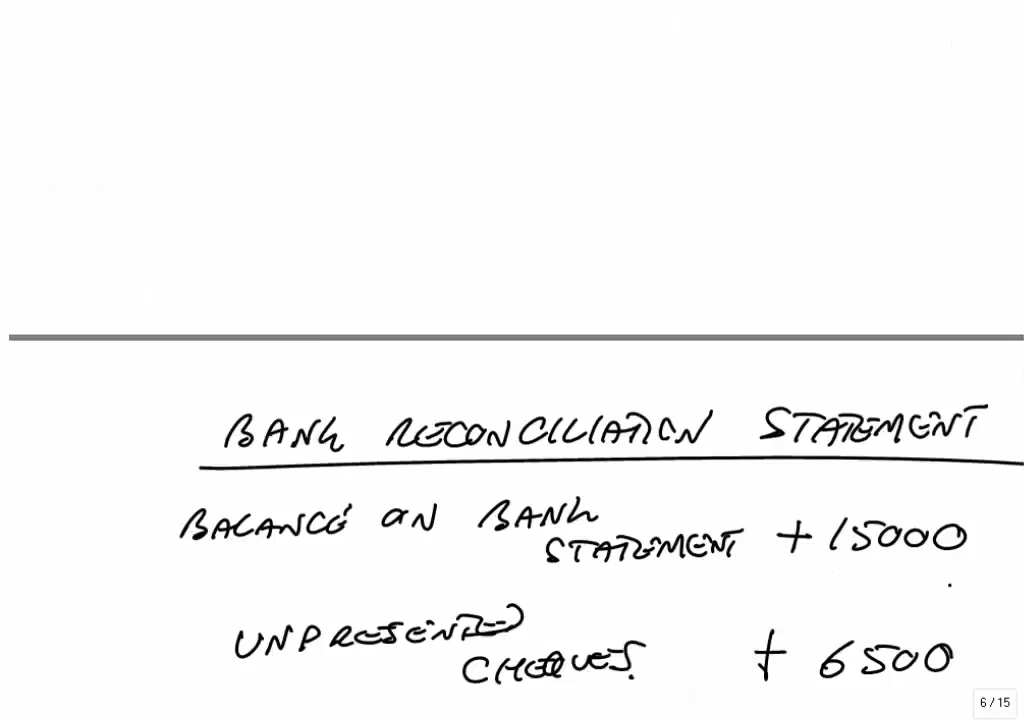 BANK RECONCILIATION STATEMENT
BALANCE ON BANK
STATEMENT + 15000
UNPRESENTED
CHEQUES. + 6500
6 / 15